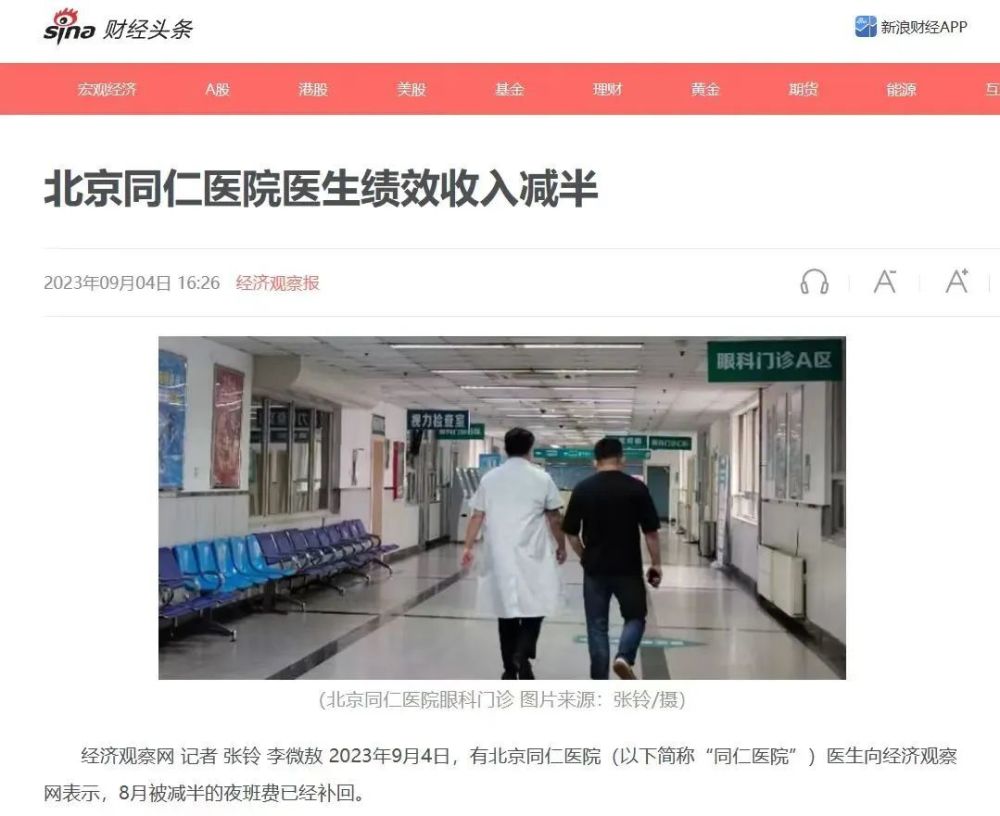 sina 财经头条
新浪财经APP
宏观经济 A股 港股 美股 基金 理财 黄金 期货 能源 互
北京同仁医院医生绩效收入减半
2023年09月04日 16:26 经济观察报
A- A+
眼科门诊A区
视力检查室
(北京同仁医院眼科门诊 图片来源：张铃/摄)
经济观察网 记者 张铃 李微敖 2023年9月4日，有北京同仁医院（以下简称“同仁医院”）医生向经济观察
网表示，8月被减半的夜班费已经补回。